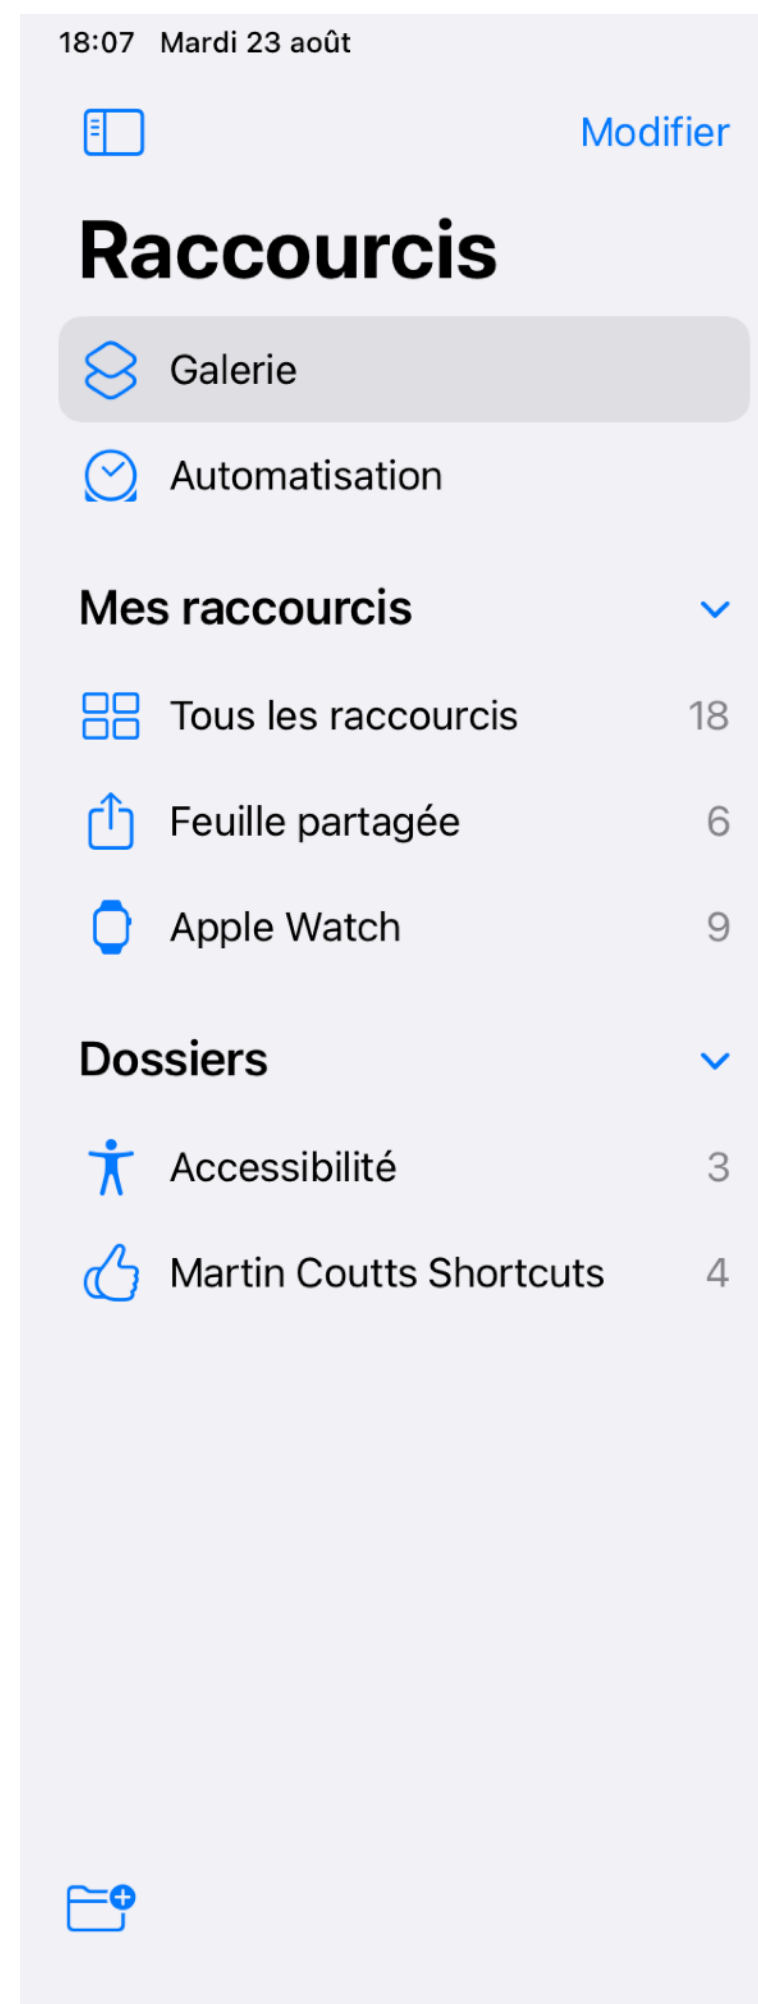 18:07 Mardi 23 août
Modifier
Raccourcis
Galerie
Automatisation
Mes raccourcis
Tous les raccourcis 18
Feuille partagée 6
Apple Watch 9
Dossiers
Accessibilité 3
Martin Coutts Shortcuts 4